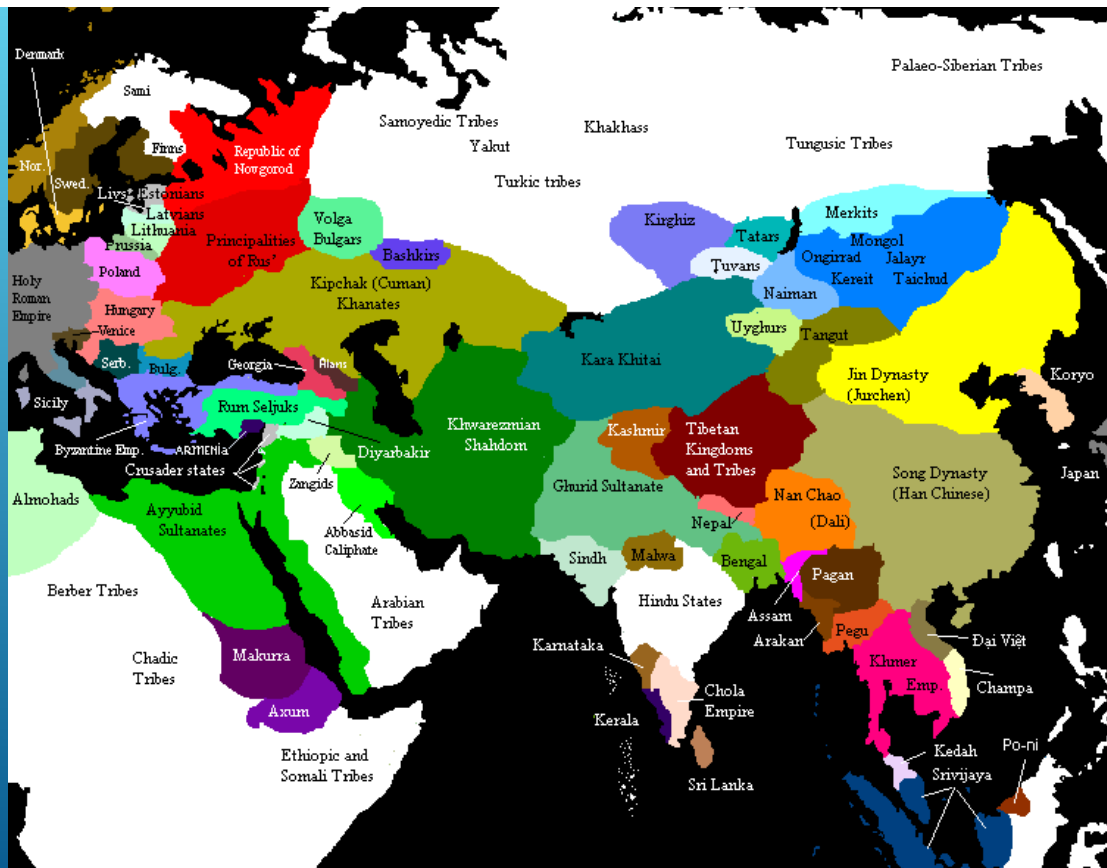 Denmark
Palaeo-Siberian Tribes
Sami
Samoyedic Tribes
Khakhass
Yakut
Tungusic Tribes
Finns
Republic of
Novgorod
Nor.
Swed.
Turkic tribes
Livs
Estonians
Latvians
Lithuania
Prussia
Poland
Volga
Bulgars
Principalities
of Rus'
Bashkirs
Kirghiz
Tatars
Tuvans
Merkits
Mongol
Ongirrad
Jalayr
Kereit
Taichud
Naiman
Holy
Roman
Empire
Kipchak (Cuman)
Khanates
Hungary
Venice
Uyghurs
Tangut
Serb.
Bulg.
Georgia
Alans
Kara Khitai
Jin Dynasty
(Jurchen)
Koryo
Sicily
Rum Seljuks
Khwarezmian
Shahdom
Kashmir
Tibetan
Kingdoms
and Tribes
Byzantine Emp.
ARMENIA
Diyarbakir
Crusader states
Song Dynasty
(Han Chinese)
Japan
Almohads
Zangids
Ghurid Sultanate
Nan Chao
(Dali)
Ayyubid
Sultanates
Abbasid
Caliphate
Nepal
Sindh
Malwa
Bengal
Pagan
Berber Tribes
Arabian
Tribes
Hindu States
Assam
Arakan
Pegu
Đại Việt
Chadic
Tribes
Makurra
Karnataka
Khmer
Emp.
Champa
Axum
Kerala
Chola
Empire
Ethiopic and
Somali Tribes
Sri Lanka
Kedah
Srivijaya
Po-ni